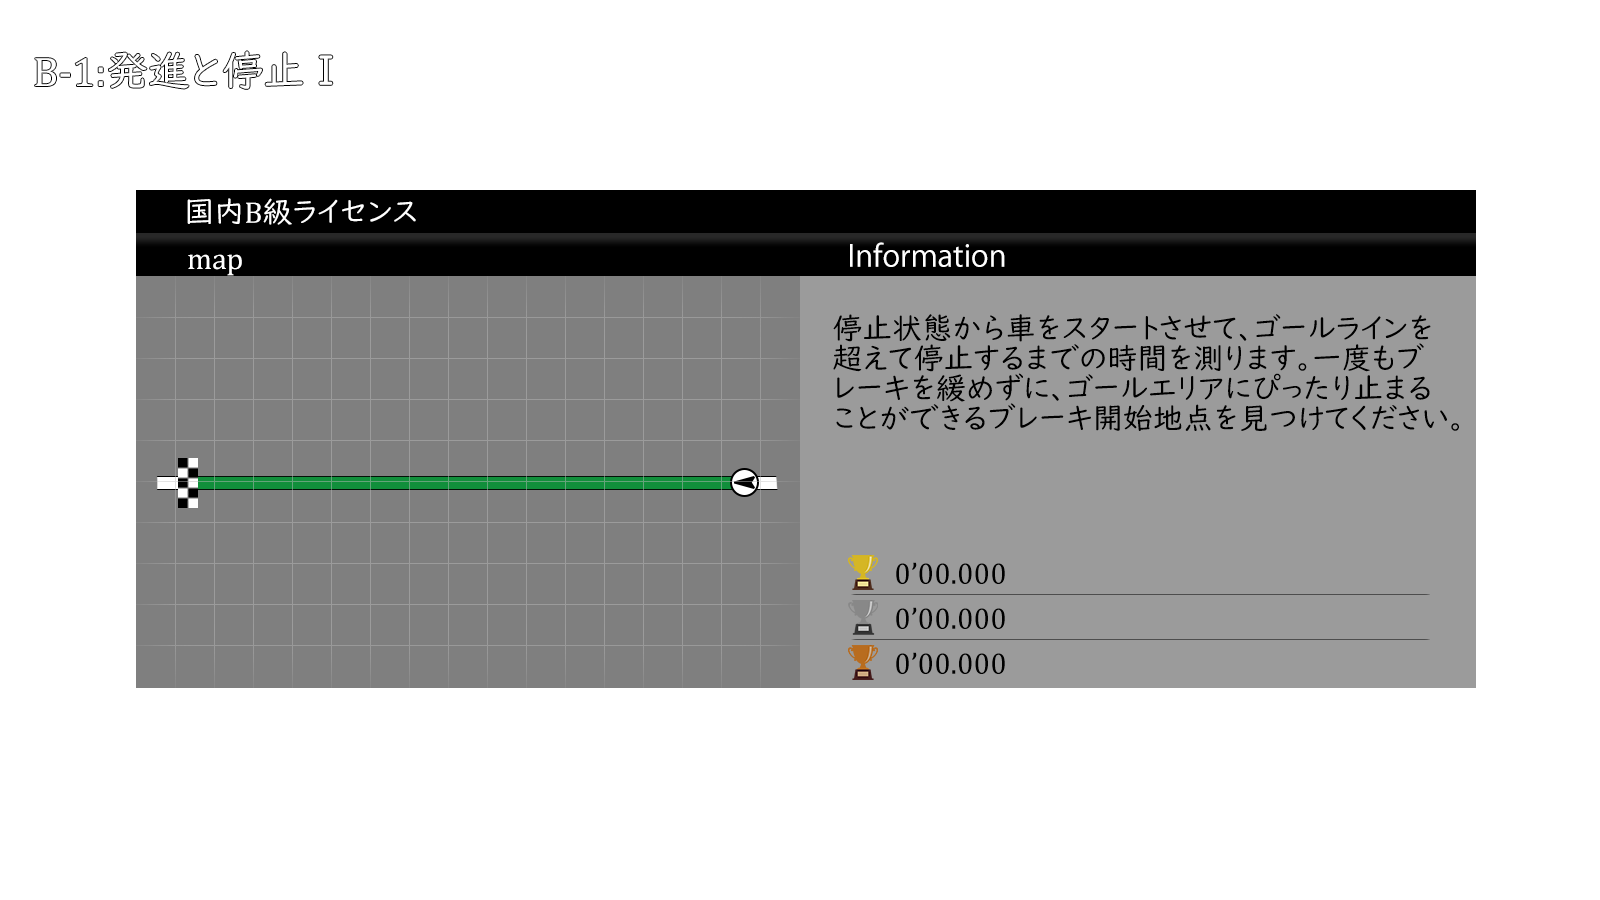 B-1:発進と停止Ⅰ
国内B級ライセンス
map
Information
停止状態から車をスタートさせて、ゴールラインを
超えて停止するまでの時間を測ります。一度もブ
レーキを緩めずに、ゴールエリアにぴったり止まる
ことができるブレーキ開始地点を見つけてください。
0’00.000
0’00.000
0’00.000